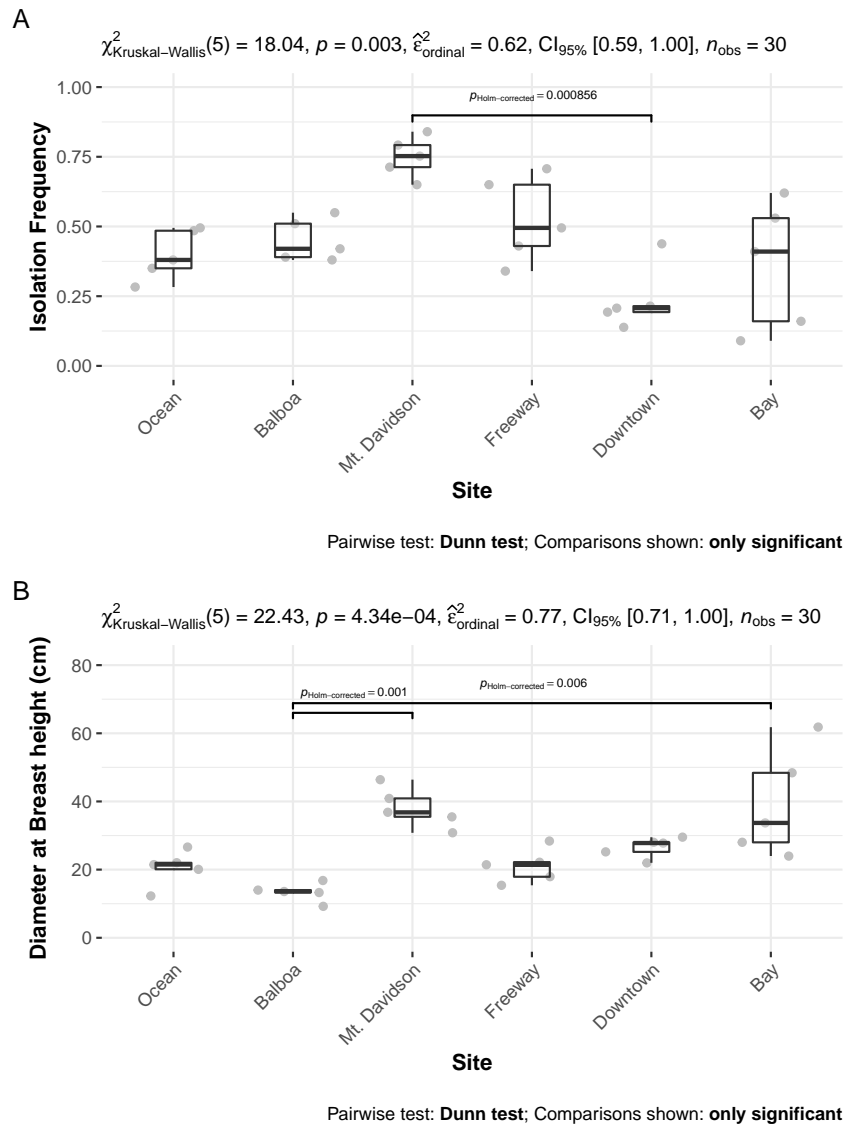 A
χ²Kruskal−Wallis(5) = 18.04, p = 0.003, ε̂²ordinal = 0.62, CI95% [0.59, 1.00], nobs = 30
pHolm−corrected = 0.000856
1.00
0.75
0.50
0.25
0.00
Isolation Frequency
Ocean
Balboa
Mt. Davidson
Freeway
Downtown
Bay
Site
Pairwise test: Dunn test; Comparisons shown: only significant
B
χ²Kruskal−Wallis(5) = 22.43, p = 4.34e−04, ε̂²ordinal = 0.77, CI95% [0.71, 1.00], nobs = 30
pHolm−corrected = 0.001
pHolm−corrected = 0.006
80
60
40
20
0
Diameter at Breast height (cm)
Ocean
Balboa
Mt. Davidson
Freeway
Downtown
Bay
Site
Pairwise test: Dunn test; Comparisons shown: only significant